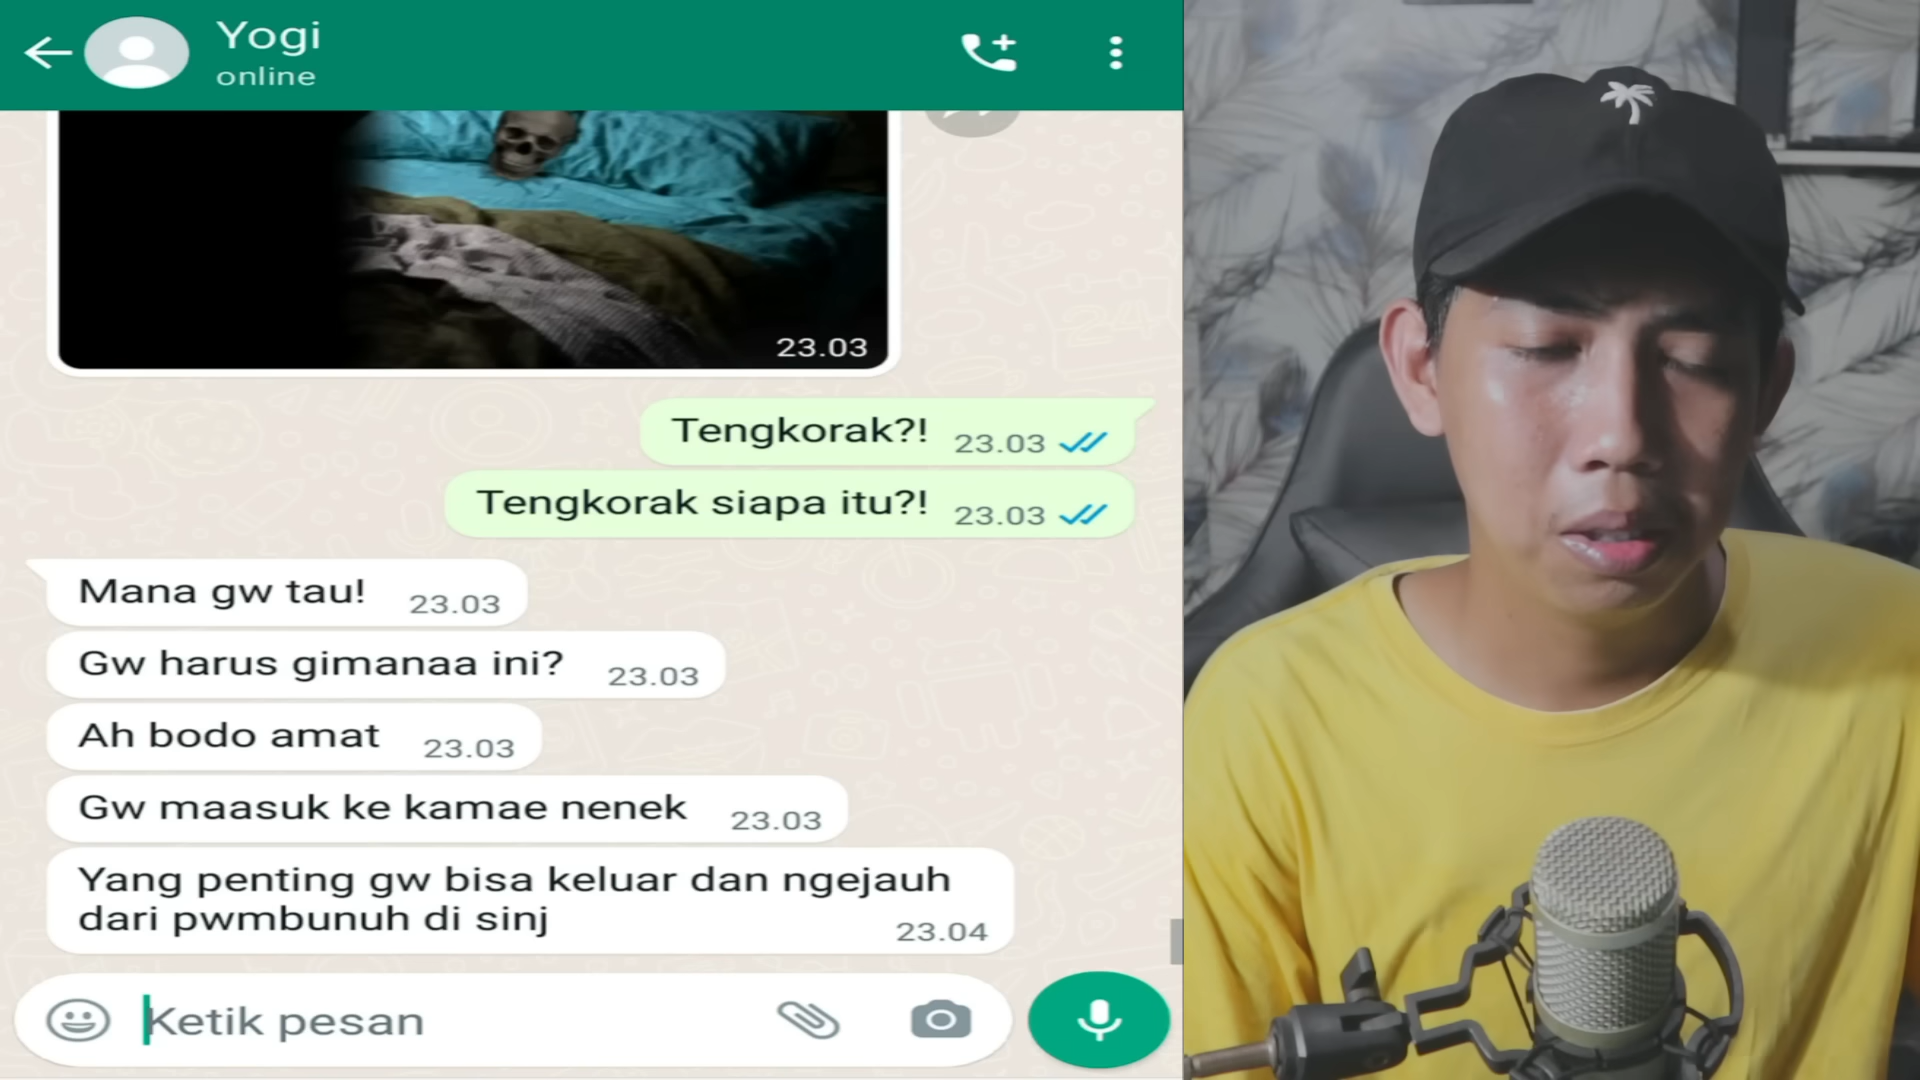 Yogi
online
23.03
Tengkorak?! 23.03
Tengkorak siapa itu?! 23.03
Mana gw tau! 23.03
Gw harus gimanaa ini? 23.03
Ah bodo amat 23.03
Gw maasuk ke kamae nenek 23.03
Yang penting gw bisa keluar dan ngejauh
dari pwmbunuh di sinj 23.04
Ketik pesan